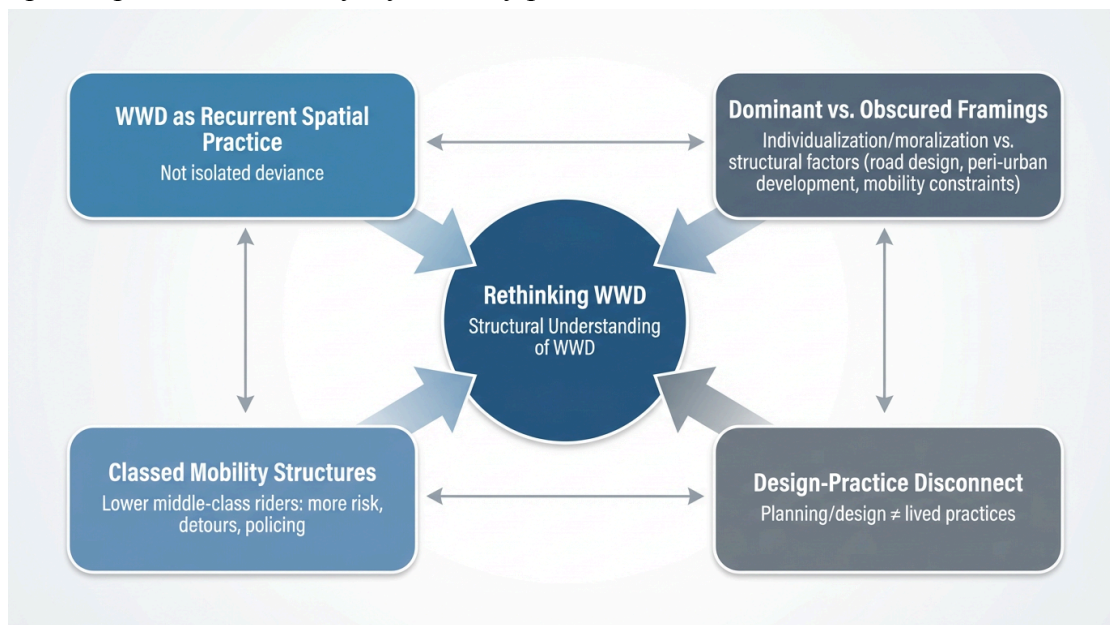 WWD as Recurrent Spatial
Practice
Not isolated deviance
Dominant vs. Obscured Framings
Individualization/moralization vs.
structural factors (road design, peri-urban
development, mobility constraints)
Rethinking WWD
Structural Understanding
of WWD
Classed Mobility Structures
Lower middle-class riders: more risk,
detours, policing
Design-Practice Disconnect
Planning/design ≠ lived practices